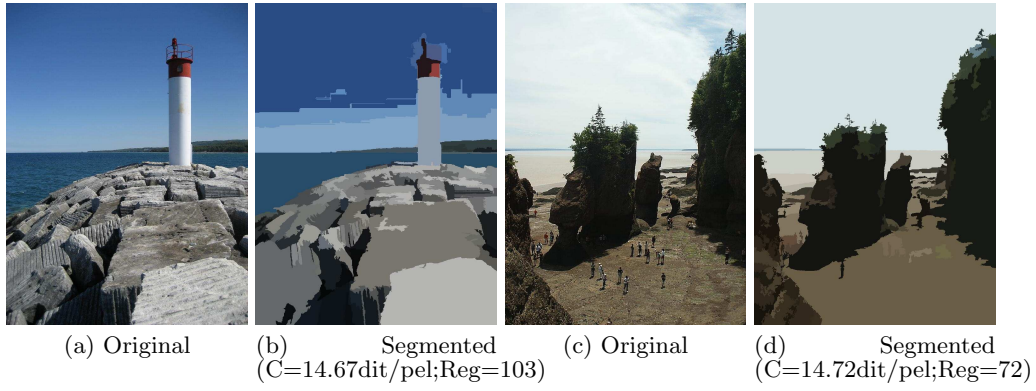 (a) Original
(b) Segmented
(C=14.67dit/pel;Reg=103)
(c) Original
(d) Segmented
(C=14.72dit/pel;Reg=72)